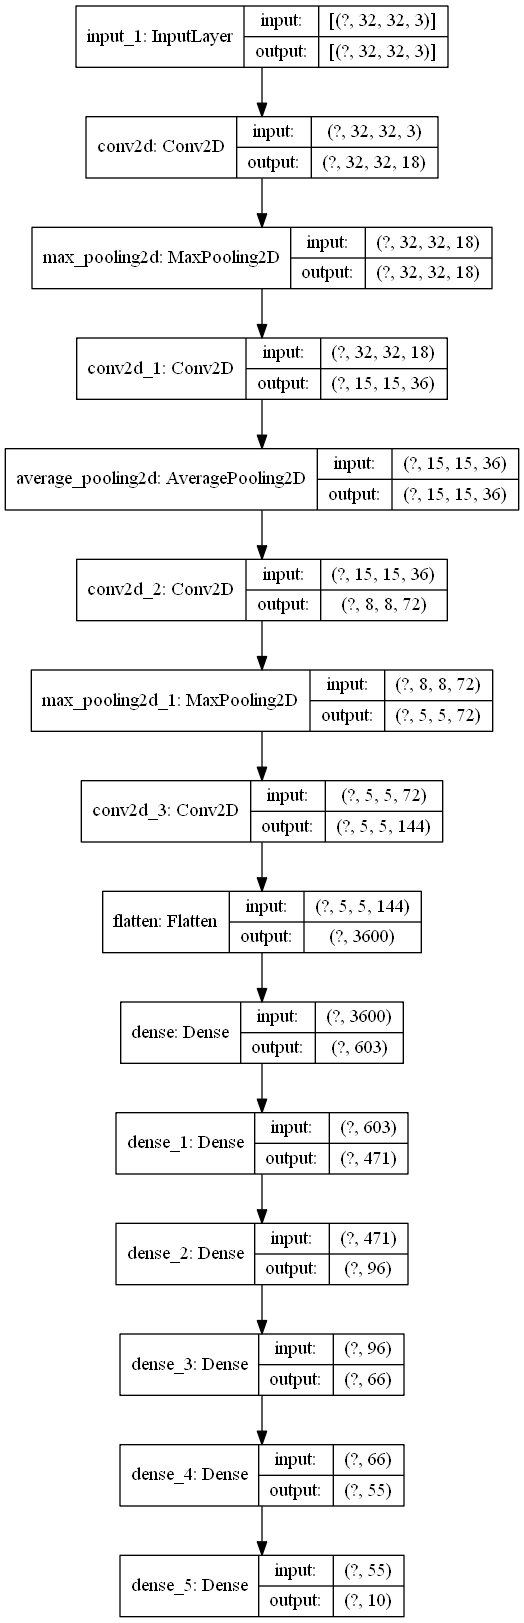 input_1: InputLayer
input: [(?, 32, 32, 3)]
output: [(?, 32, 32, 3)]
conv2d: Conv2D
input: (?, 32, 32, 3)
output: (?, 32, 32, 18)
max_pooling2d: MaxPooling2D
input: (?, 32, 32, 18)
output: (?, 32, 32, 18)
conv2d_1: Conv2D
input: (?, 32, 32, 18)
output: (?, 15, 15, 36)
average_pooling2d: AveragePooling2D
input: (?, 15, 15, 36)
output: (?, 15, 15, 36)
conv2d_2: Conv2D
input: (?, 15, 15, 36)
output: (?, 8, 8, 72)
max_pooling2d_1: MaxPooling2D
input: (?, 8, 8, 72)
output: (?, 5, 5, 72)
conv2d_3: Conv2D
input: (?, 5, 5, 72)
output: (?, 5, 5, 144)
flatten: Flatten
input: (?, 5, 5, 144)
output: (?, 3600)
dense: Dense
input: (?, 3600)
output: (?, 603)
dense_1: Dense
input: (?, 603)
output: (?, 471)
dense_2: Dense
input: (?, 471)
output: (?, 96)
dense_3: Dense
input: (?, 96)
output: (?, 66)
dense_4: Dense
input: (?, 66)
output: (?, 55)
dense_5: Dense
input: (?, 55)
output: (?, 10)